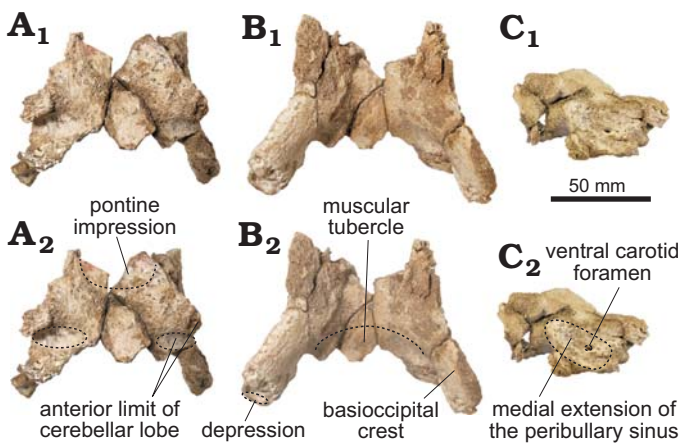 A1
B1
C1
50 mm
pontine
impression
muscular
tubercle
A2
B2
C2
ventral carotid
foramen
anterior limit of
cerebellar lobe
depression
basioccipital
crest
medial extension of
the peribullary sinus